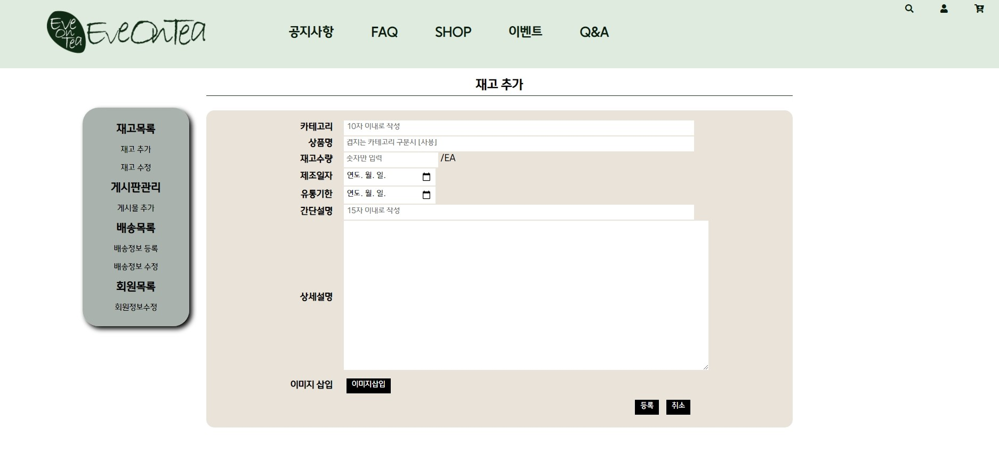 Eve
On
Tea
EveOnTea
공지사항
FAQ
SHOP
이벤트
Q&A
재고 추가
재고목록
재고 추가
재고 수정
게시판관리
게시물 추가
배송목록
배송정보 등록
배송정보 수정
회원목록
회원정보수정
카테고리
10자 이내로 작성
상품명
겹치는 카테고리 구분시 [사용]
재고수량
숫자만 입력
/EA
제조일자
연도. 월. 일.
유통기한
연도. 월. 일.
간단설명
15자 이내로 작성
상세설명
이미지 삽입
이미지삽입
등록
취소